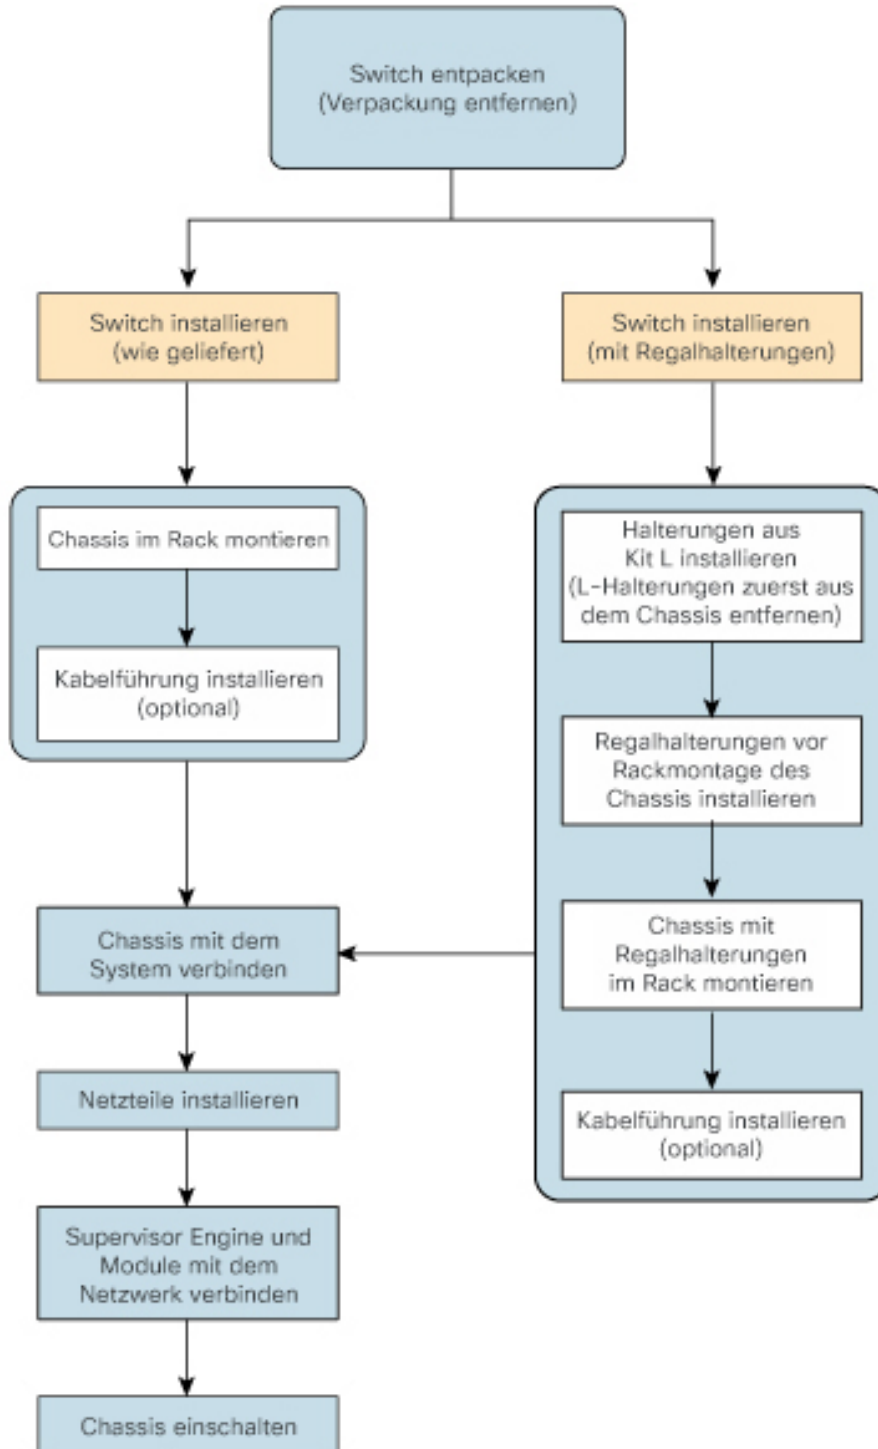 Switch entpacken
(Verpackung entfernen)
Switch installieren
(wie geliefert)
Switch installieren
(mit Regalhalterungen)
Chassis im Rack montieren
Kabelführung installieren
(optional)
Halterungen aus
Kit L installieren
(L-Halterungen zuerst aus
dem Chassis entfernen)
Regalhalterungen vor
Rackmontage des
Chassis installieren
Chassis mit
Regalhalterungen
im Rack montieren
Kabelführung installieren
(optional)
Chassis mit dem
System verbinden
Netzteile installieren
Supervisor Engine und
Module mit dem
Netzwerk verbinden
Chassis einschalten